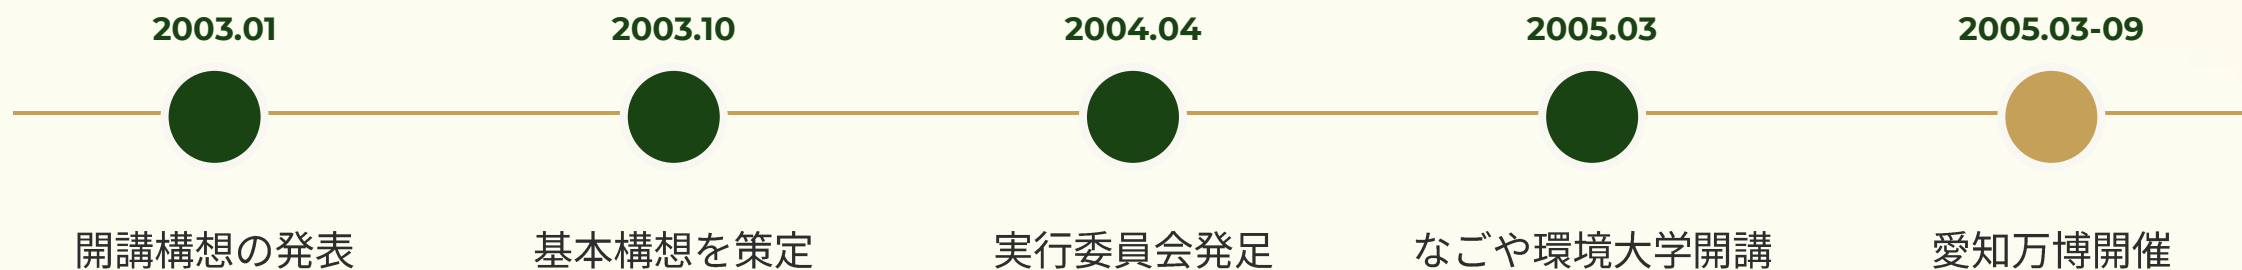 2003.01
2003.10
2004.04
2005.03
2005.03-09
開講構想の発表
基本構想を策定
実行委員会発足
なごや環境大学開講
愛知万博開催